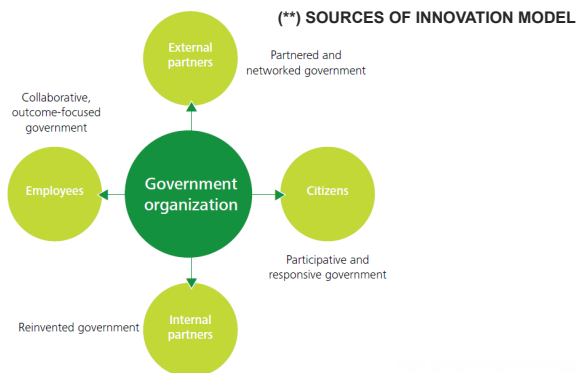 (**) SOURCES OF INNOVATION MODEL
External
partners
Partnered and
networked government
Collaborative,
outcome-focused
government
Employees
Government
organization
Citizens
Participative and
responsive government
Reinvented government
Internal
partners